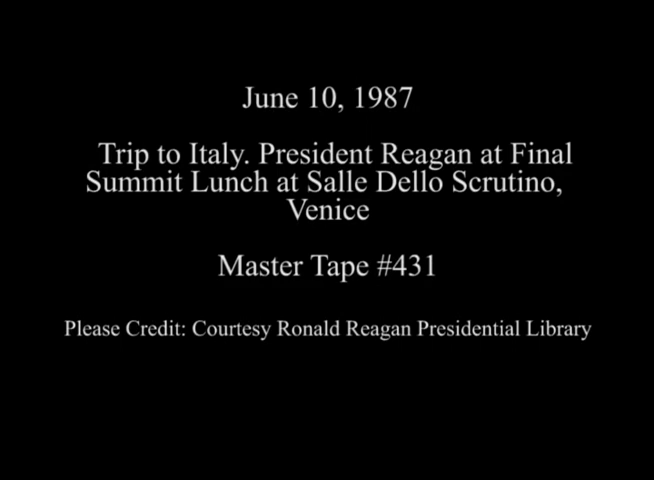 June 10, 1987
Trip to Italy. President Reagan at Final
Summit Lunch at Salle Dello Scrutino,
Venice
Master Tape #431
Please Credit: Courtesy Ronald Reagan Presidential Library